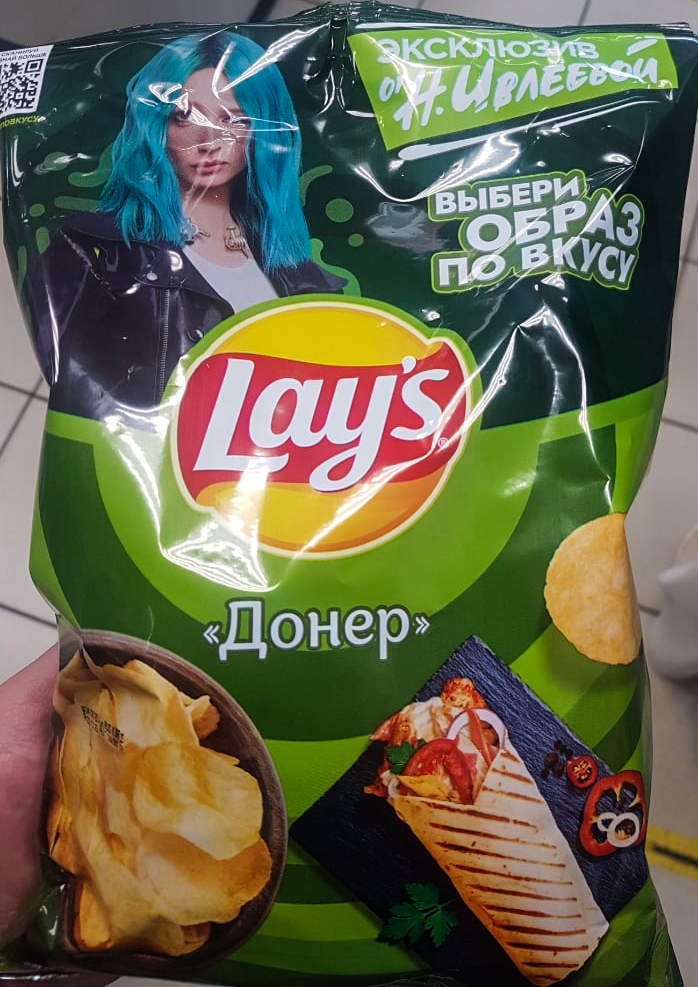 ЭКСКЛЮЗИВ
от Н.Ивлеевой
ВЫБЕРИ
ОБРАЗ
ПО ВКУСУ
Lay's®
«Донер»